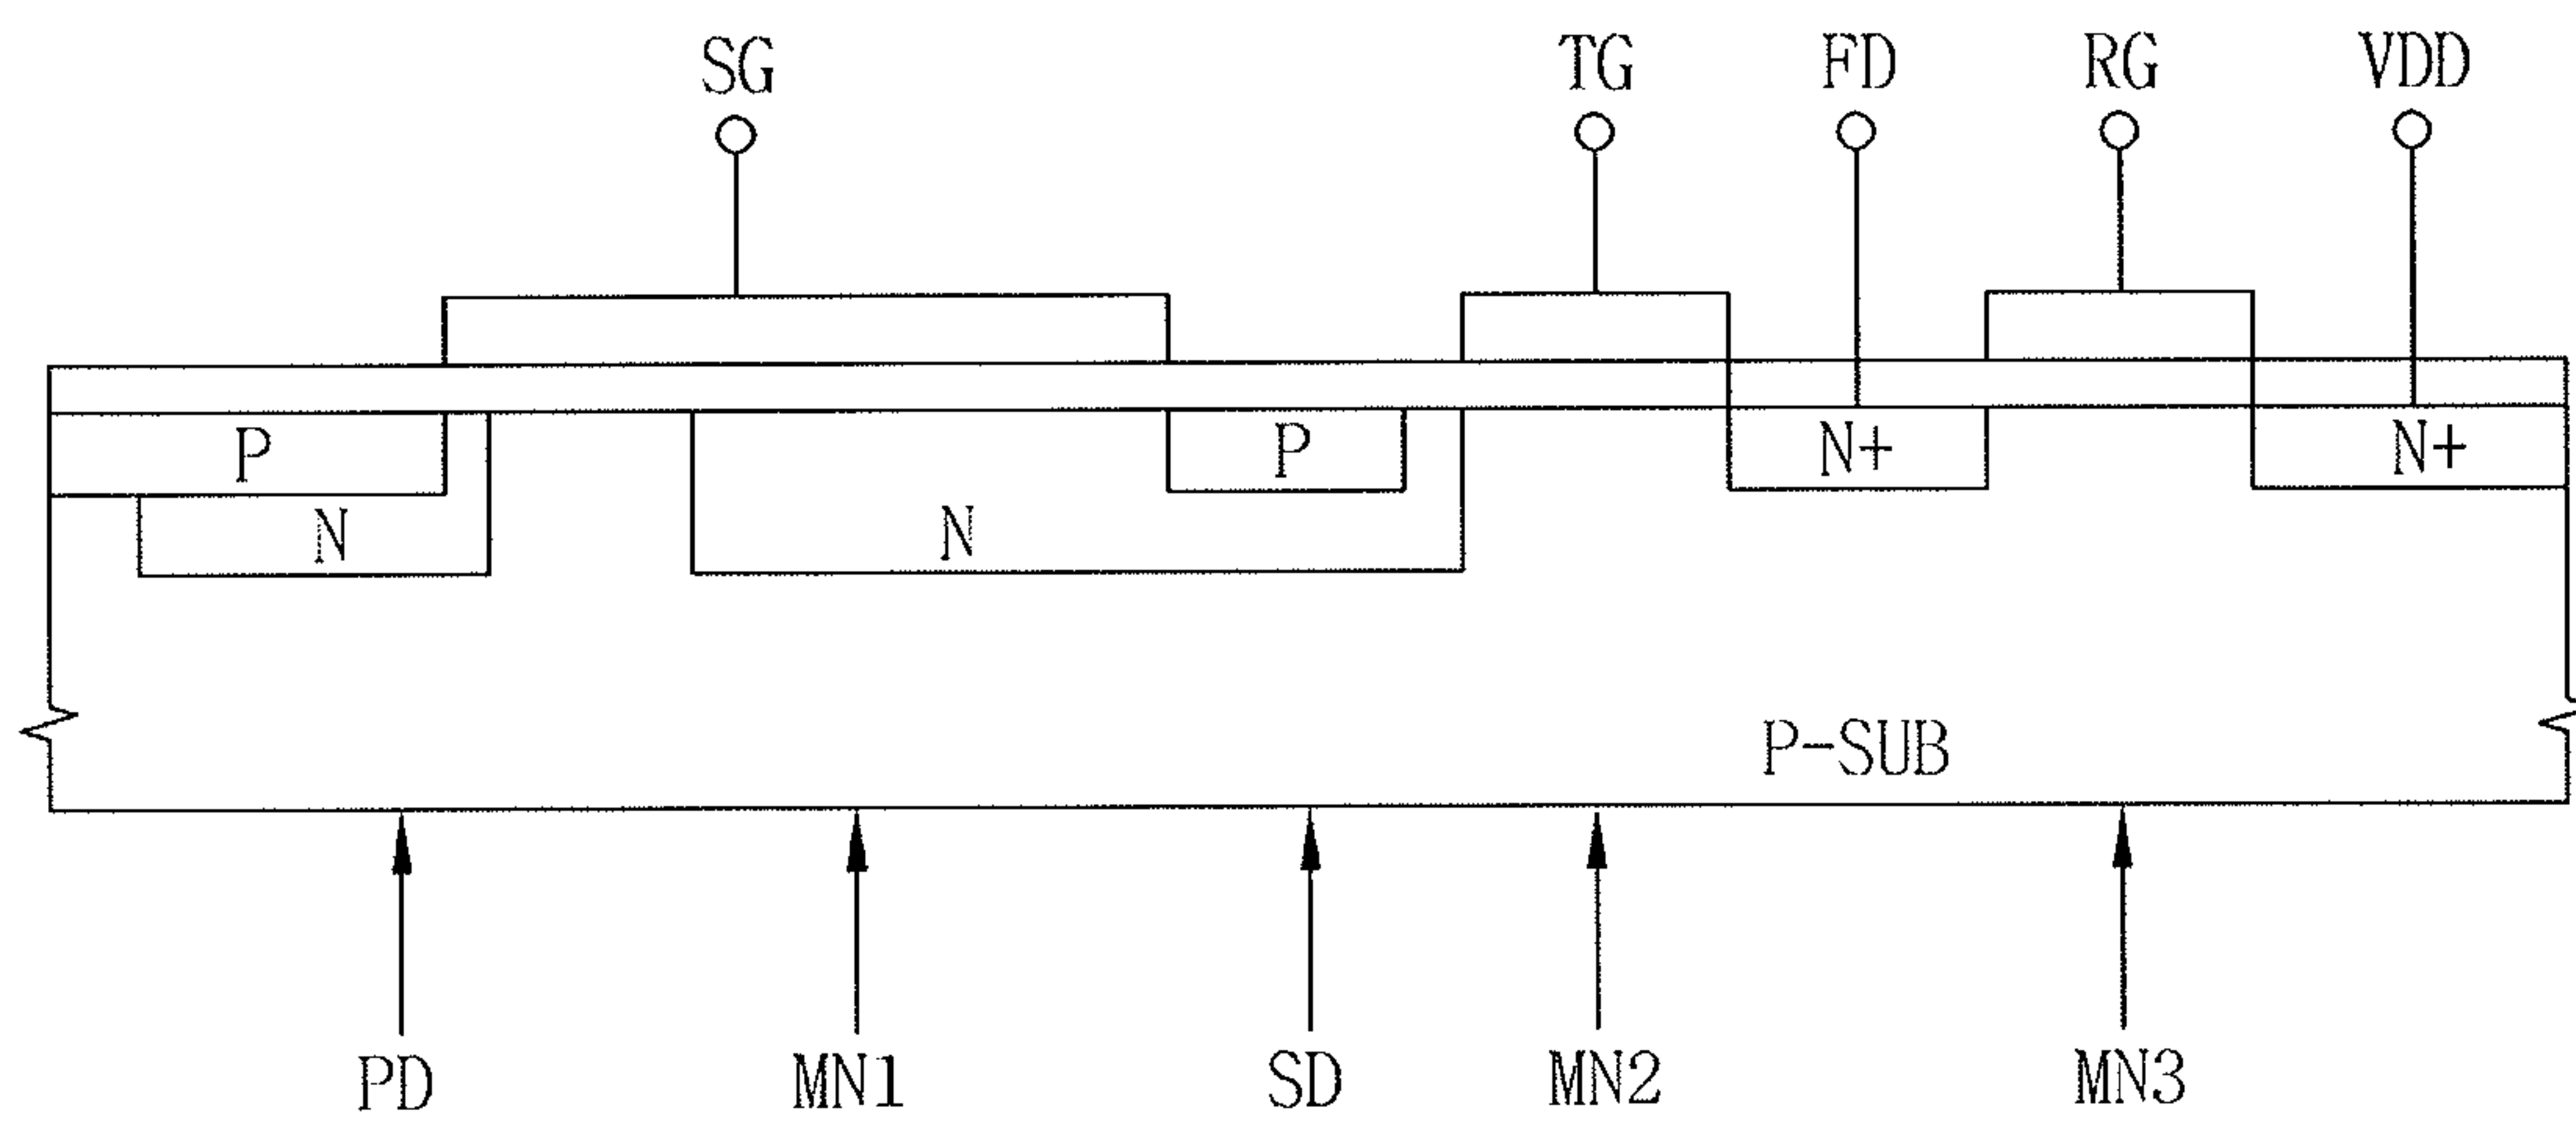 SG TG FD RG VDD
P P N+ N+
N N
P-SUB
PD MN1 SD MN2 MN3